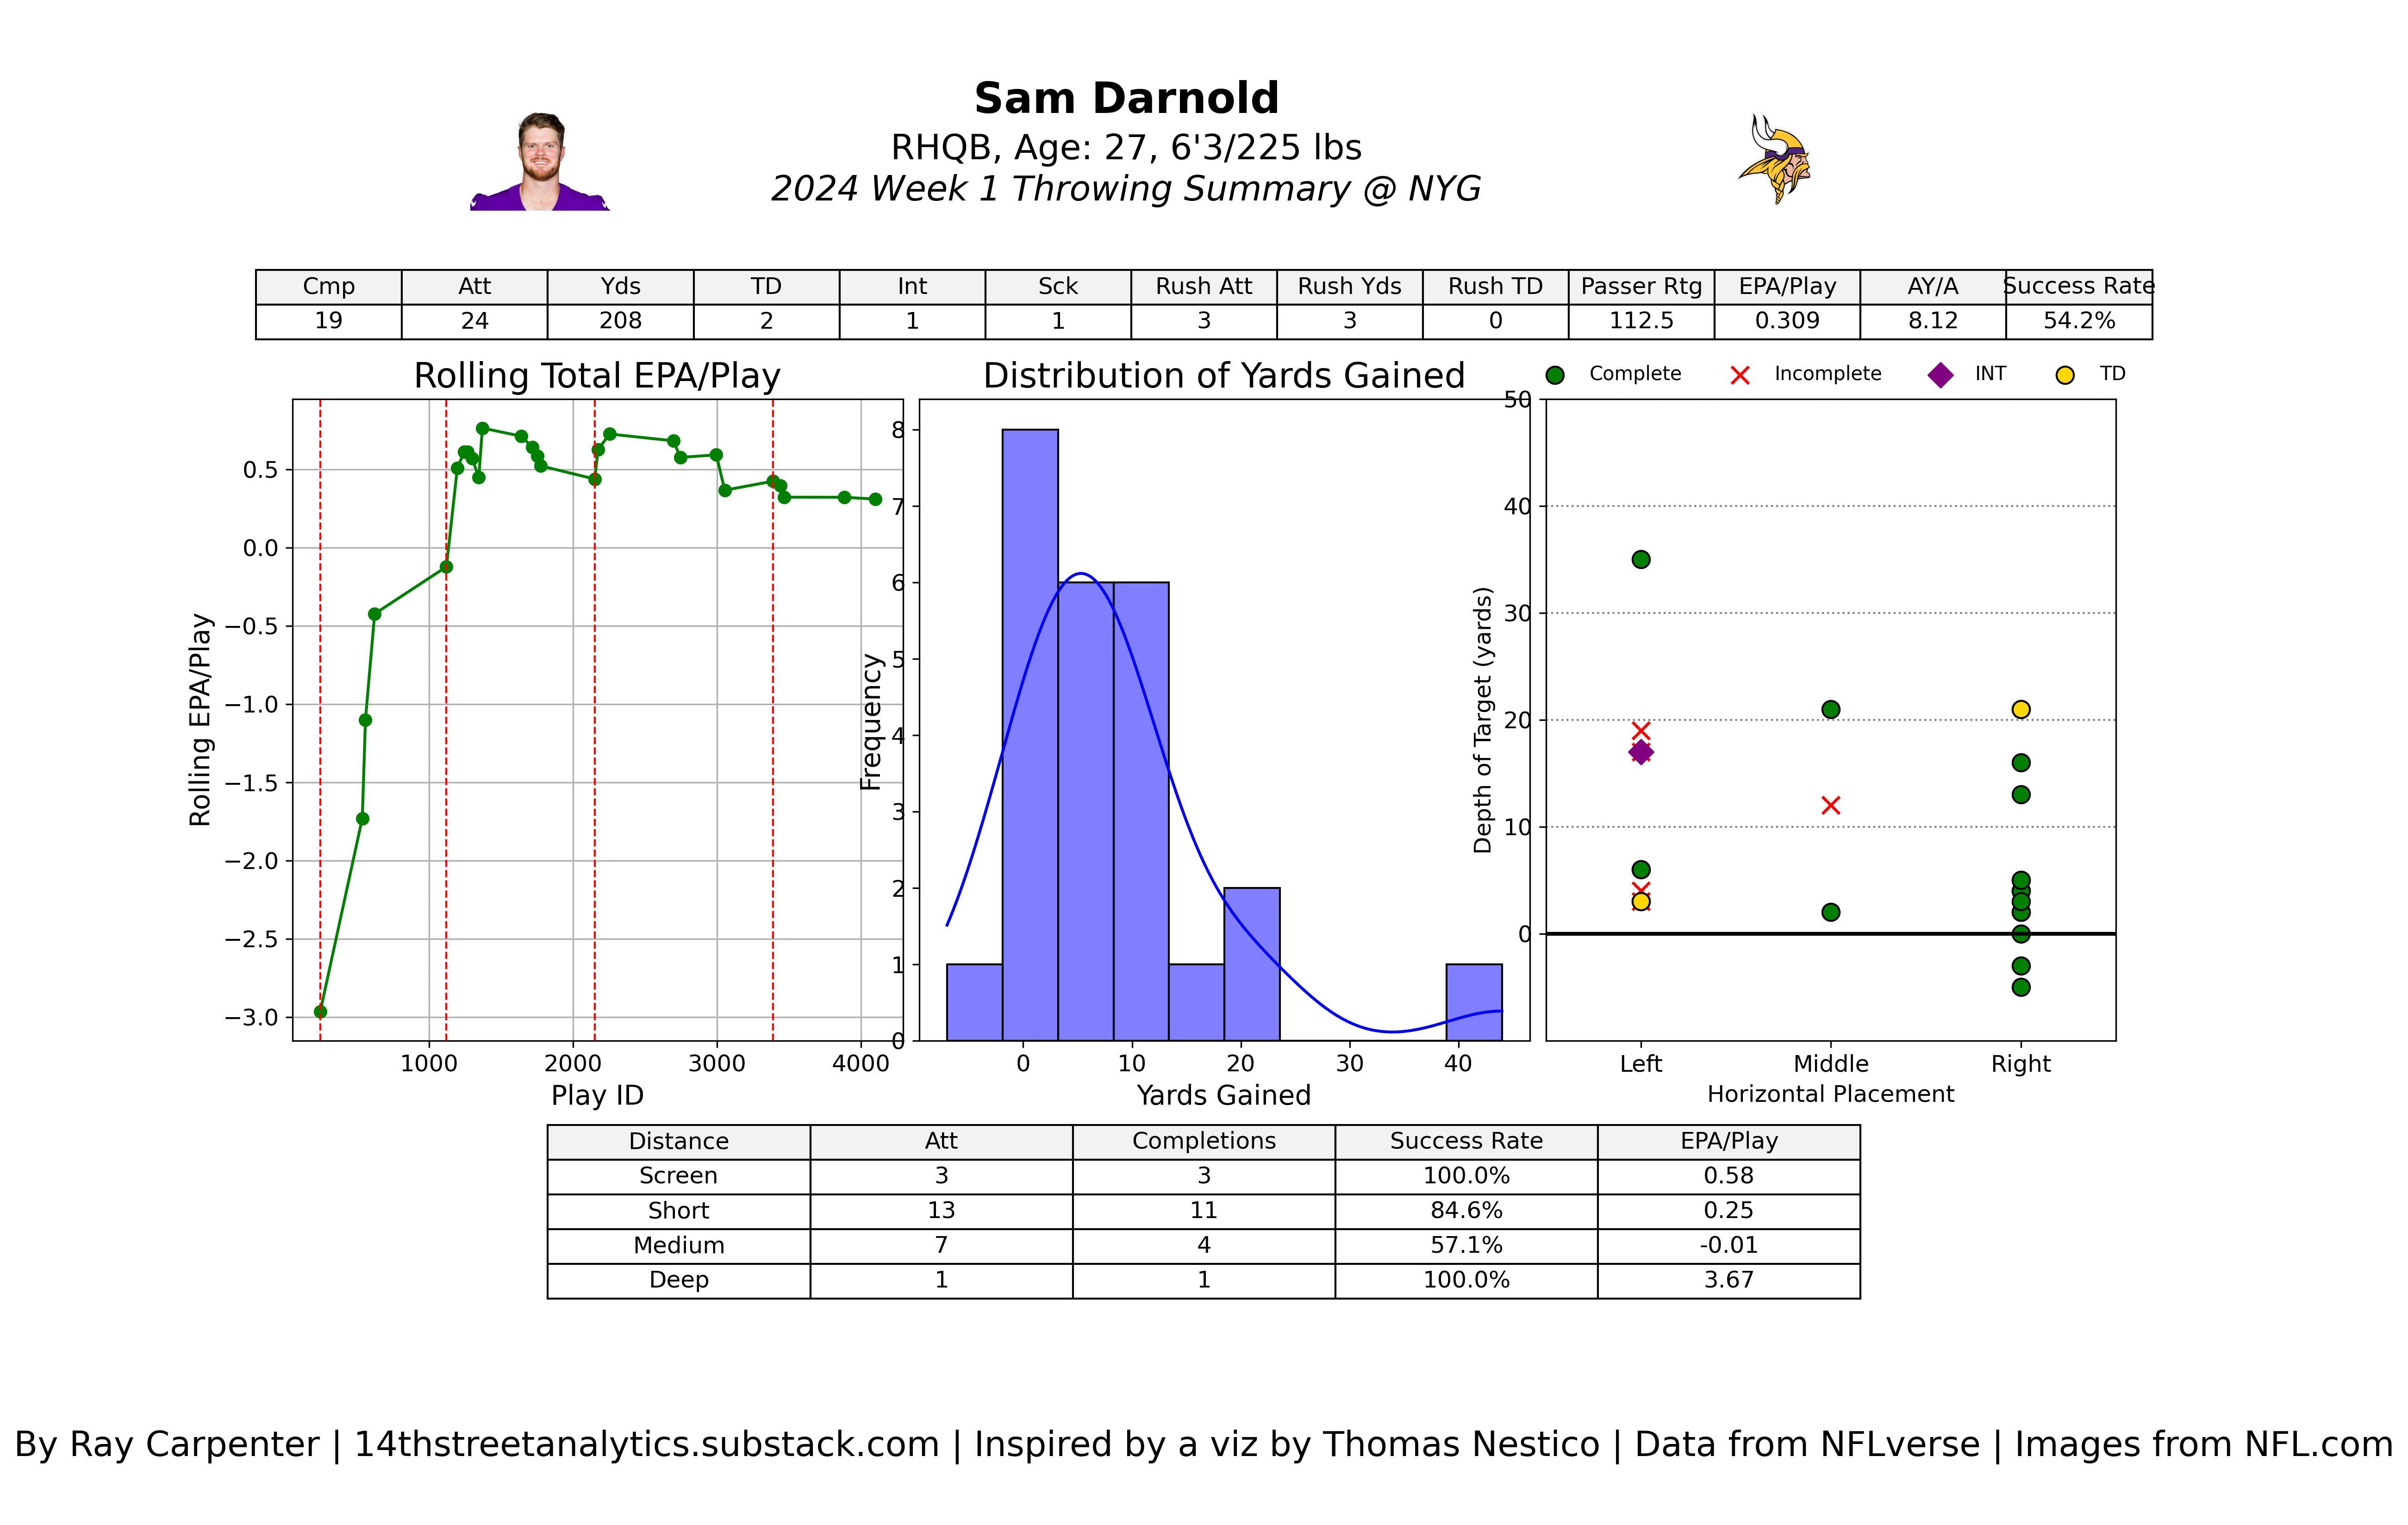 Sam Darnold
RHQB, Age: 27, 6'3/225 lbs
2024 Week 1 Throwing Summary @ NYG
Cmp Att Yds TD Int Sck Rush Att Rush Yds Rush TD Passer Rtg EPA/Play AY/A Success Rate
19 24 208 2 1 1 3 3 0 112.5 0.309 8.12 54.2%
Rolling Total EPA/Play
Rolling EPA/Play
0.5
0.0
−0.5
−1.0
−1.5
−2.0
−2.5
−3.0
1000 2000 3000 4000
Play ID
Distribution of Yards Gained
Frequency
8
7
6
5
4
3
2
1
0
0 10 20 30 40
Yards Gained
Complete Incomplete INT TD
Depth of Target (yards)
50
40
30
20
10
0
Left Middle Right
Horizontal Placement
Distance Att Completions Success Rate EPA/Play
Screen 3 3 100.0% 0.58
Short 13 11 84.6% 0.25
Medium 7 4 57.1% -0.01
Deep 1 1 100.0% 3.67
By Ray Carpenter | 14thstreetanalytics.substack.com | Inspired by a viz by Thomas Nestico | Data from NFLverse | Images from NFL.com